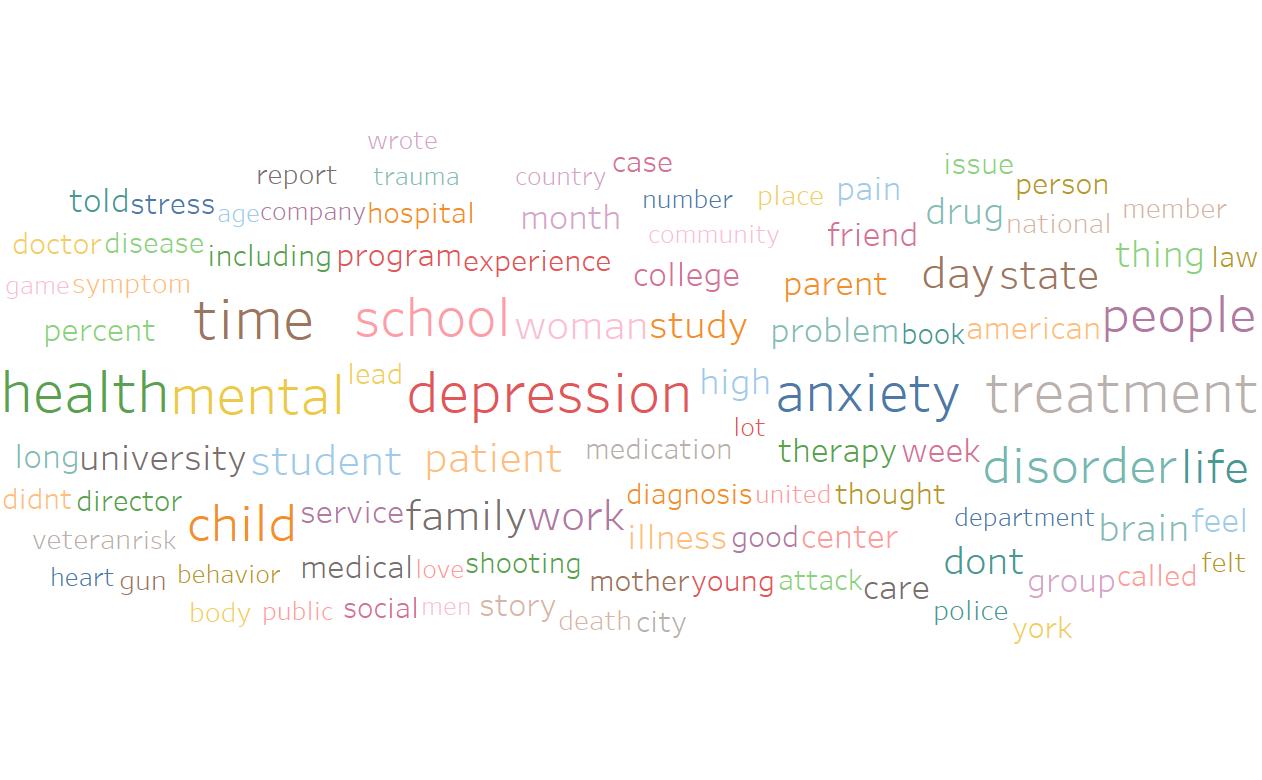 wrote
report trauma country case issue
told stress age company hospital month number place pain drug person national member
doctor disease including program experience community friend thing law
game symptom college parent day state
percent time school woman study problem book american people
health mental lead depression high anxiety treatment
lot
long university student patient medication therapy week disorder life
didnt director child service family work diagnosis united thought department brain feel
veteran risk illness good center
heart gun behavior medical love shooting mother young attack care dont group called felt
body public social men story death city police york